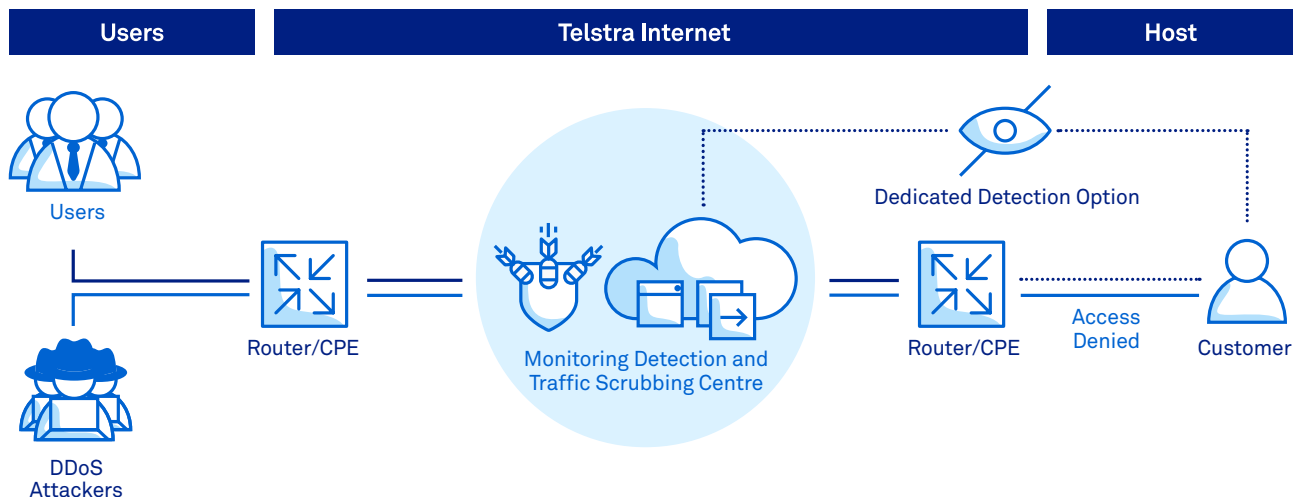 Users
Telstra Internet
Host
Users
Dedicated Detection Option
Router/CPE
Monitoring Detection and
Traffic Scrubbing Centre
Router/CPE
Access
Denied
Customer
DDoS
Attackers